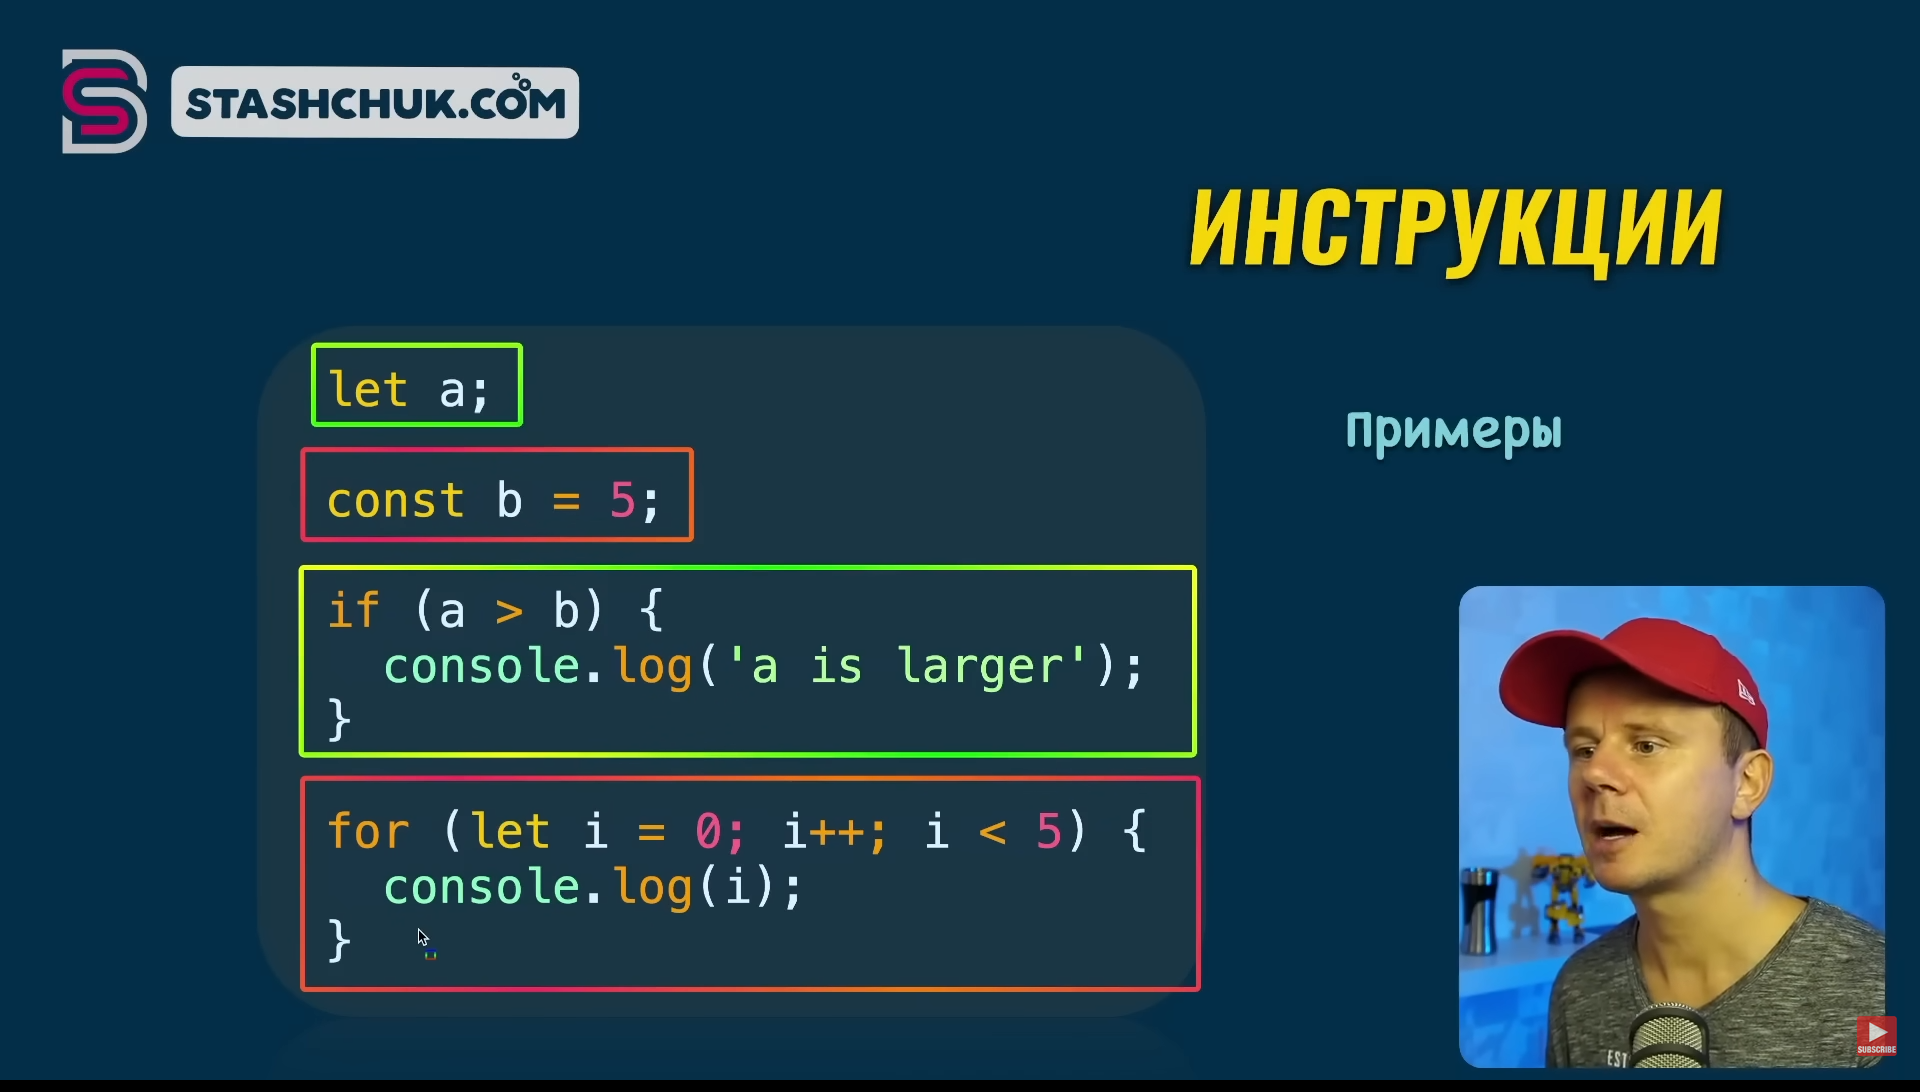 STASHCHUK.COM
ИНСТРУКЦИИ
let a;
const b = 5;
if (a > b) {
  console.log('a is larger');
}
for (let i = 0; i++; i < 5) {
  console.log(i);
}
Примеры
EST
SUBSCRIBE